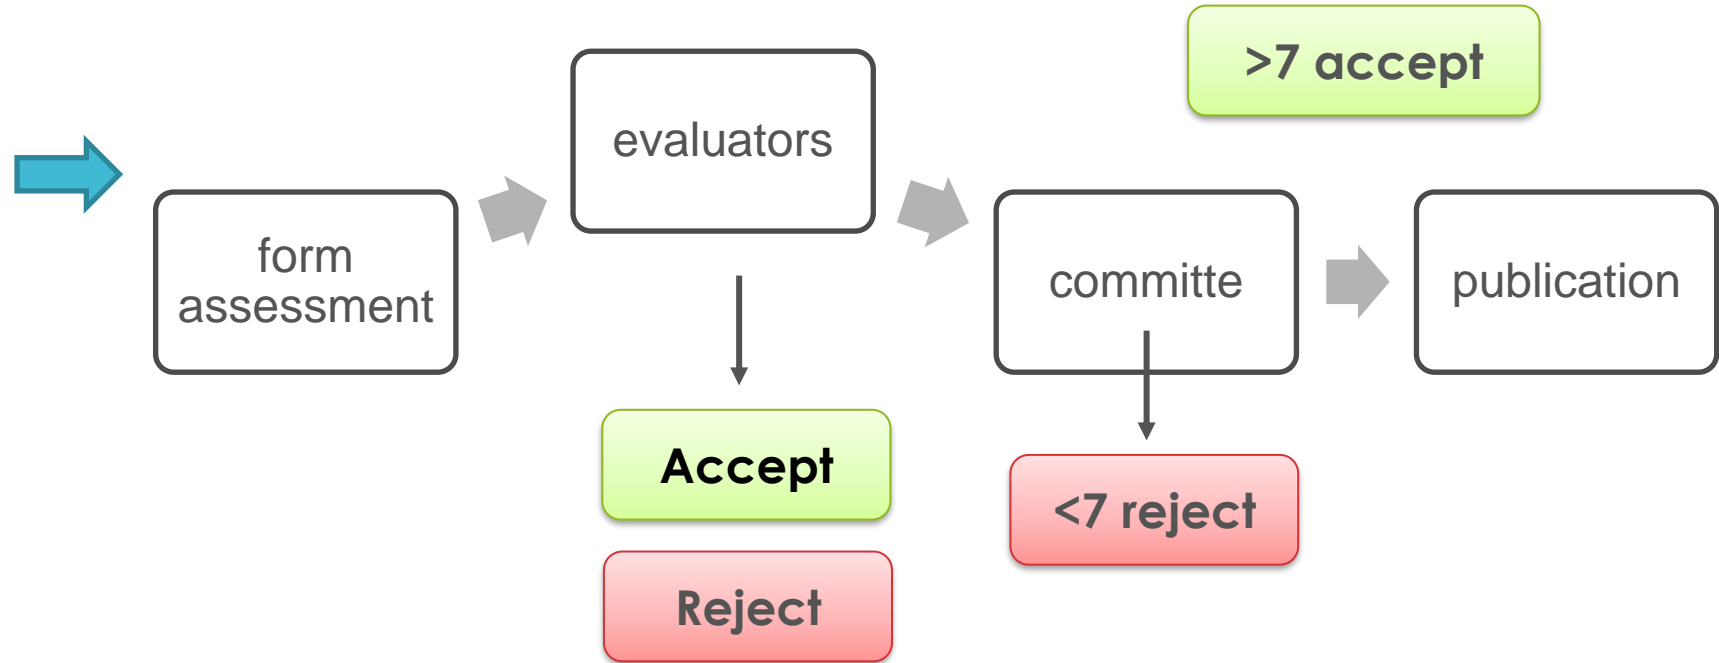 >7 accept
evaluators
form
assessment
committe
publication
Accept
<7 reject
Reject